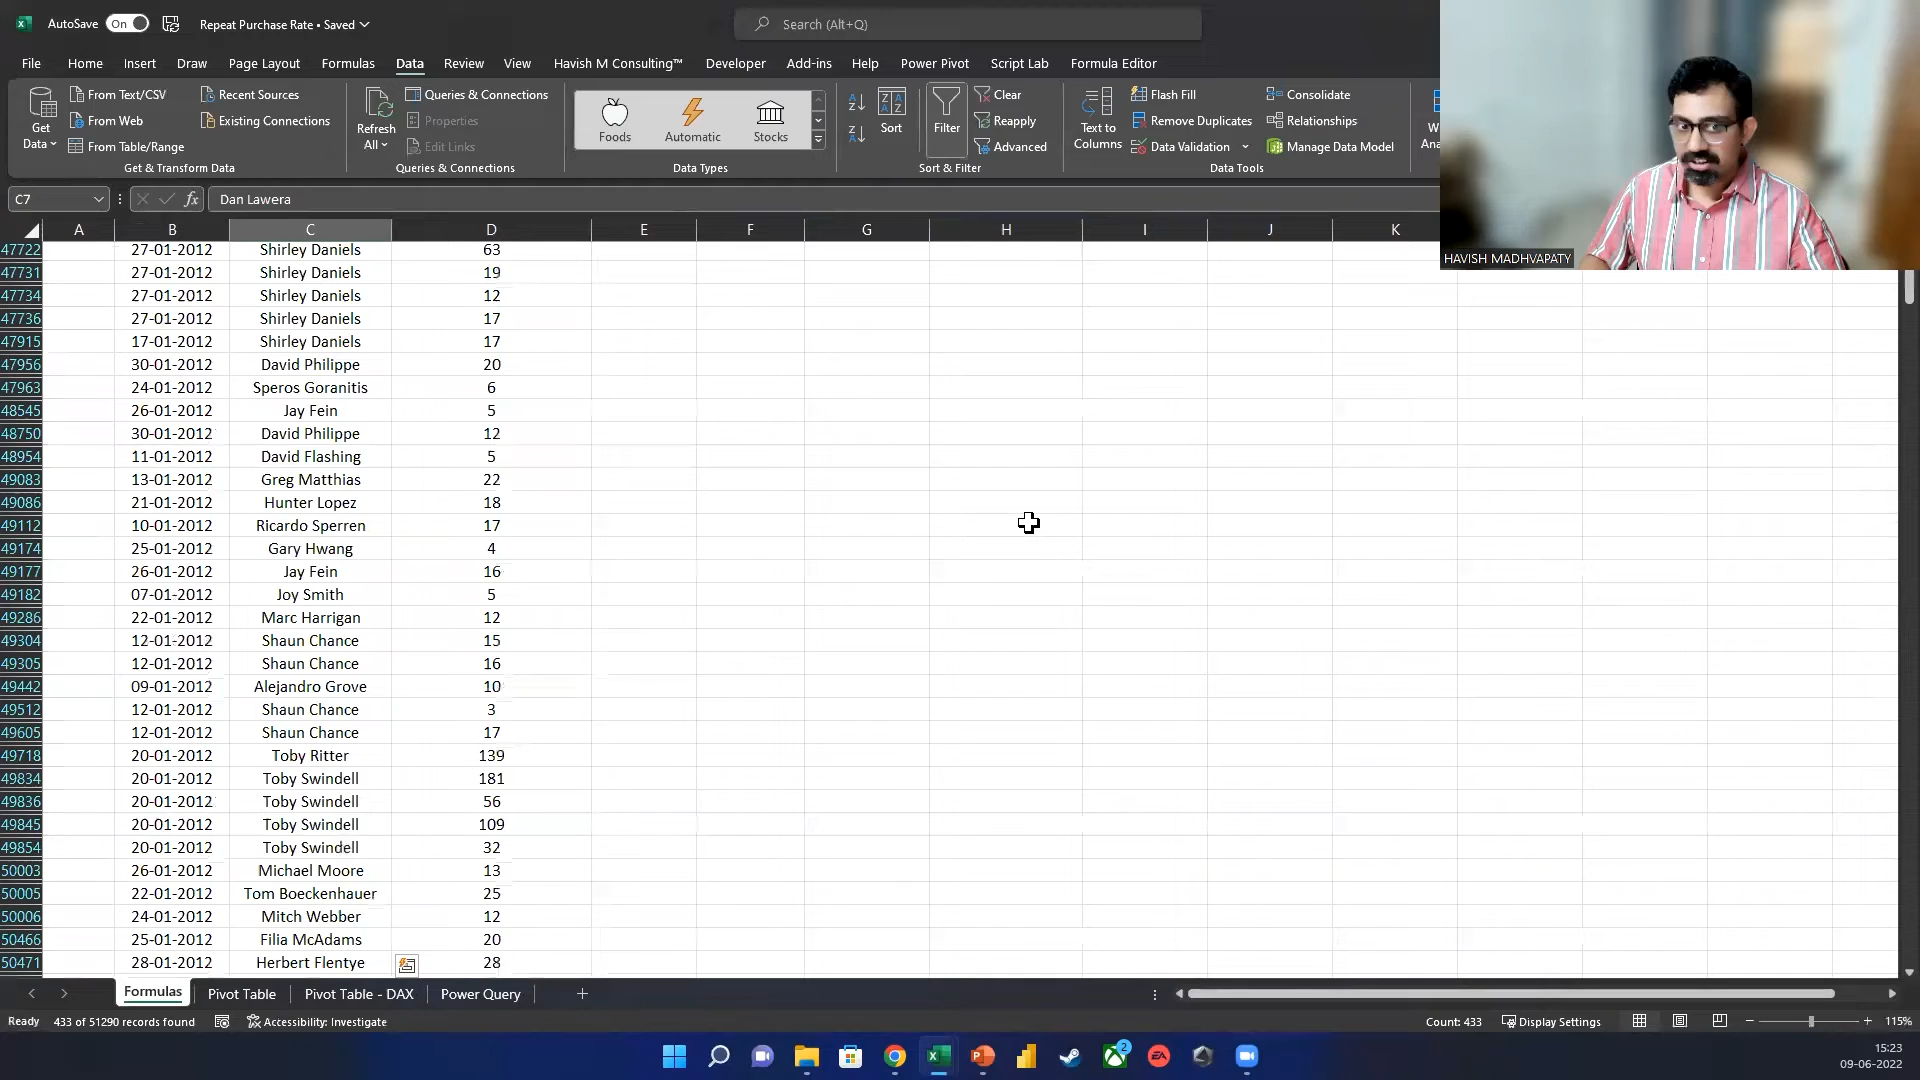 AutoSave On Repeat Purchase Rate • Saved Search (Alt+Q)
File Home Insert Draw Page Layout Formulas Data Review View Havish M Consulting™ Developer Add-ins Help Power Pivot Script Lab Formula Editor
Get Data
From Text/CSV
From Web
From Table/Range
Recent Sources
Existing Connections
Get & Transform Data
Refresh All
Queries & Connections
Properties
Edit Links
Queries & Connections
Foods Automatic Stocks
Data Types
Sort
Filter
Clear
Reapply
Advanced
Sort & Filter
Text to Columns
Flash Fill
Remove Duplicates
Data Validation
Consolidate
Relationships
Manage Data Model
Data Tools
HAVISH MADHVAPATY
C7 fx Dan Lawera
A B C D E F G H I J K
47722 27-01-2012 Shirley Daniels 63
47731 27-01-2012 Shirley Daniels 19
47734 27-01-2012 Shirley Daniels 12
47736 27-01-2012 Shirley Daniels 17
47915 17-01-2012 Shirley Daniels 17
47956 30-01-2012 David Philippe 20
47963 24-01-2012 Speros Goranitis 6
48545 26-01-2012 Jay Fein 5
48750 30-01-2012 David Philippe 12
48954 11-01-2012 David Flashing 5
49083 13-01-2012 Greg Matthias 22
49086 21-01-2012 Hunter Lopez 18
49112 10-01-2012 Ricardo Sperren 17
49174 25-01-2012 Gary Hwang 4
49177 26-01-2012 Jay Fein 16
49182 07-01-2012 Joy Smith 5
49286 22-01-2012 Marc Harrigan 12
49304 12-01-2012 Shaun Chance 15
49305 12-01-2012 Shaun Chance 16
49442 09-01-2012 Alejandro Grove 10
49512 12-01-2012 Shaun Chance 3
49605 12-01-2012 Shaun Chance 17
49718 20-01-2012 Toby Ritter 139
49834 20-01-2012 Toby Swindell 181
49836 20-01-2012 Toby Swindell 56
49845 20-01-2012 Toby Swindell 109
49854 20-01-2012 Toby Swindell 32
50003 26-01-2012 Michael Moore 13
50005 22-01-2012 Tom Boeckenhauer 25
50006 24-01-2012 Mitch Webber 12
50466 25-01-2012 Filia McAdams 20
50471 28-01-2012 Herbert Flentye 28
Formulas Pivot Table Pivot Table - DAX Power Query
Ready 433 of 51290 records found Accessibility: Investigate Count: 433 Display Settings 115%
2
EA
15:23
09-06-2022